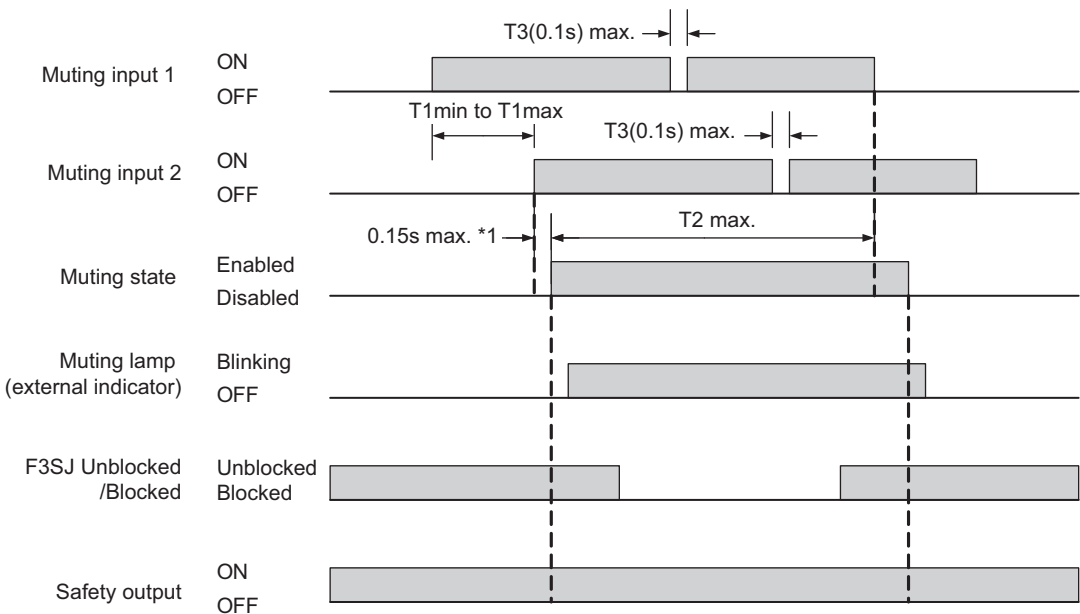 T3(0.1s) max.
Muting input 1
ON
OFF
T1min to T1max
T3(0.1s) max.
Muting input 2
ON
OFF
0.15s max. *1
T2 max.
Muting state
Enabled
Disabled
Muting lamp
(external indicator)
Blinking
OFF
F3SJ Unblocked
/Blocked
Unblocked
Blocked
Safety output
ON
OFF